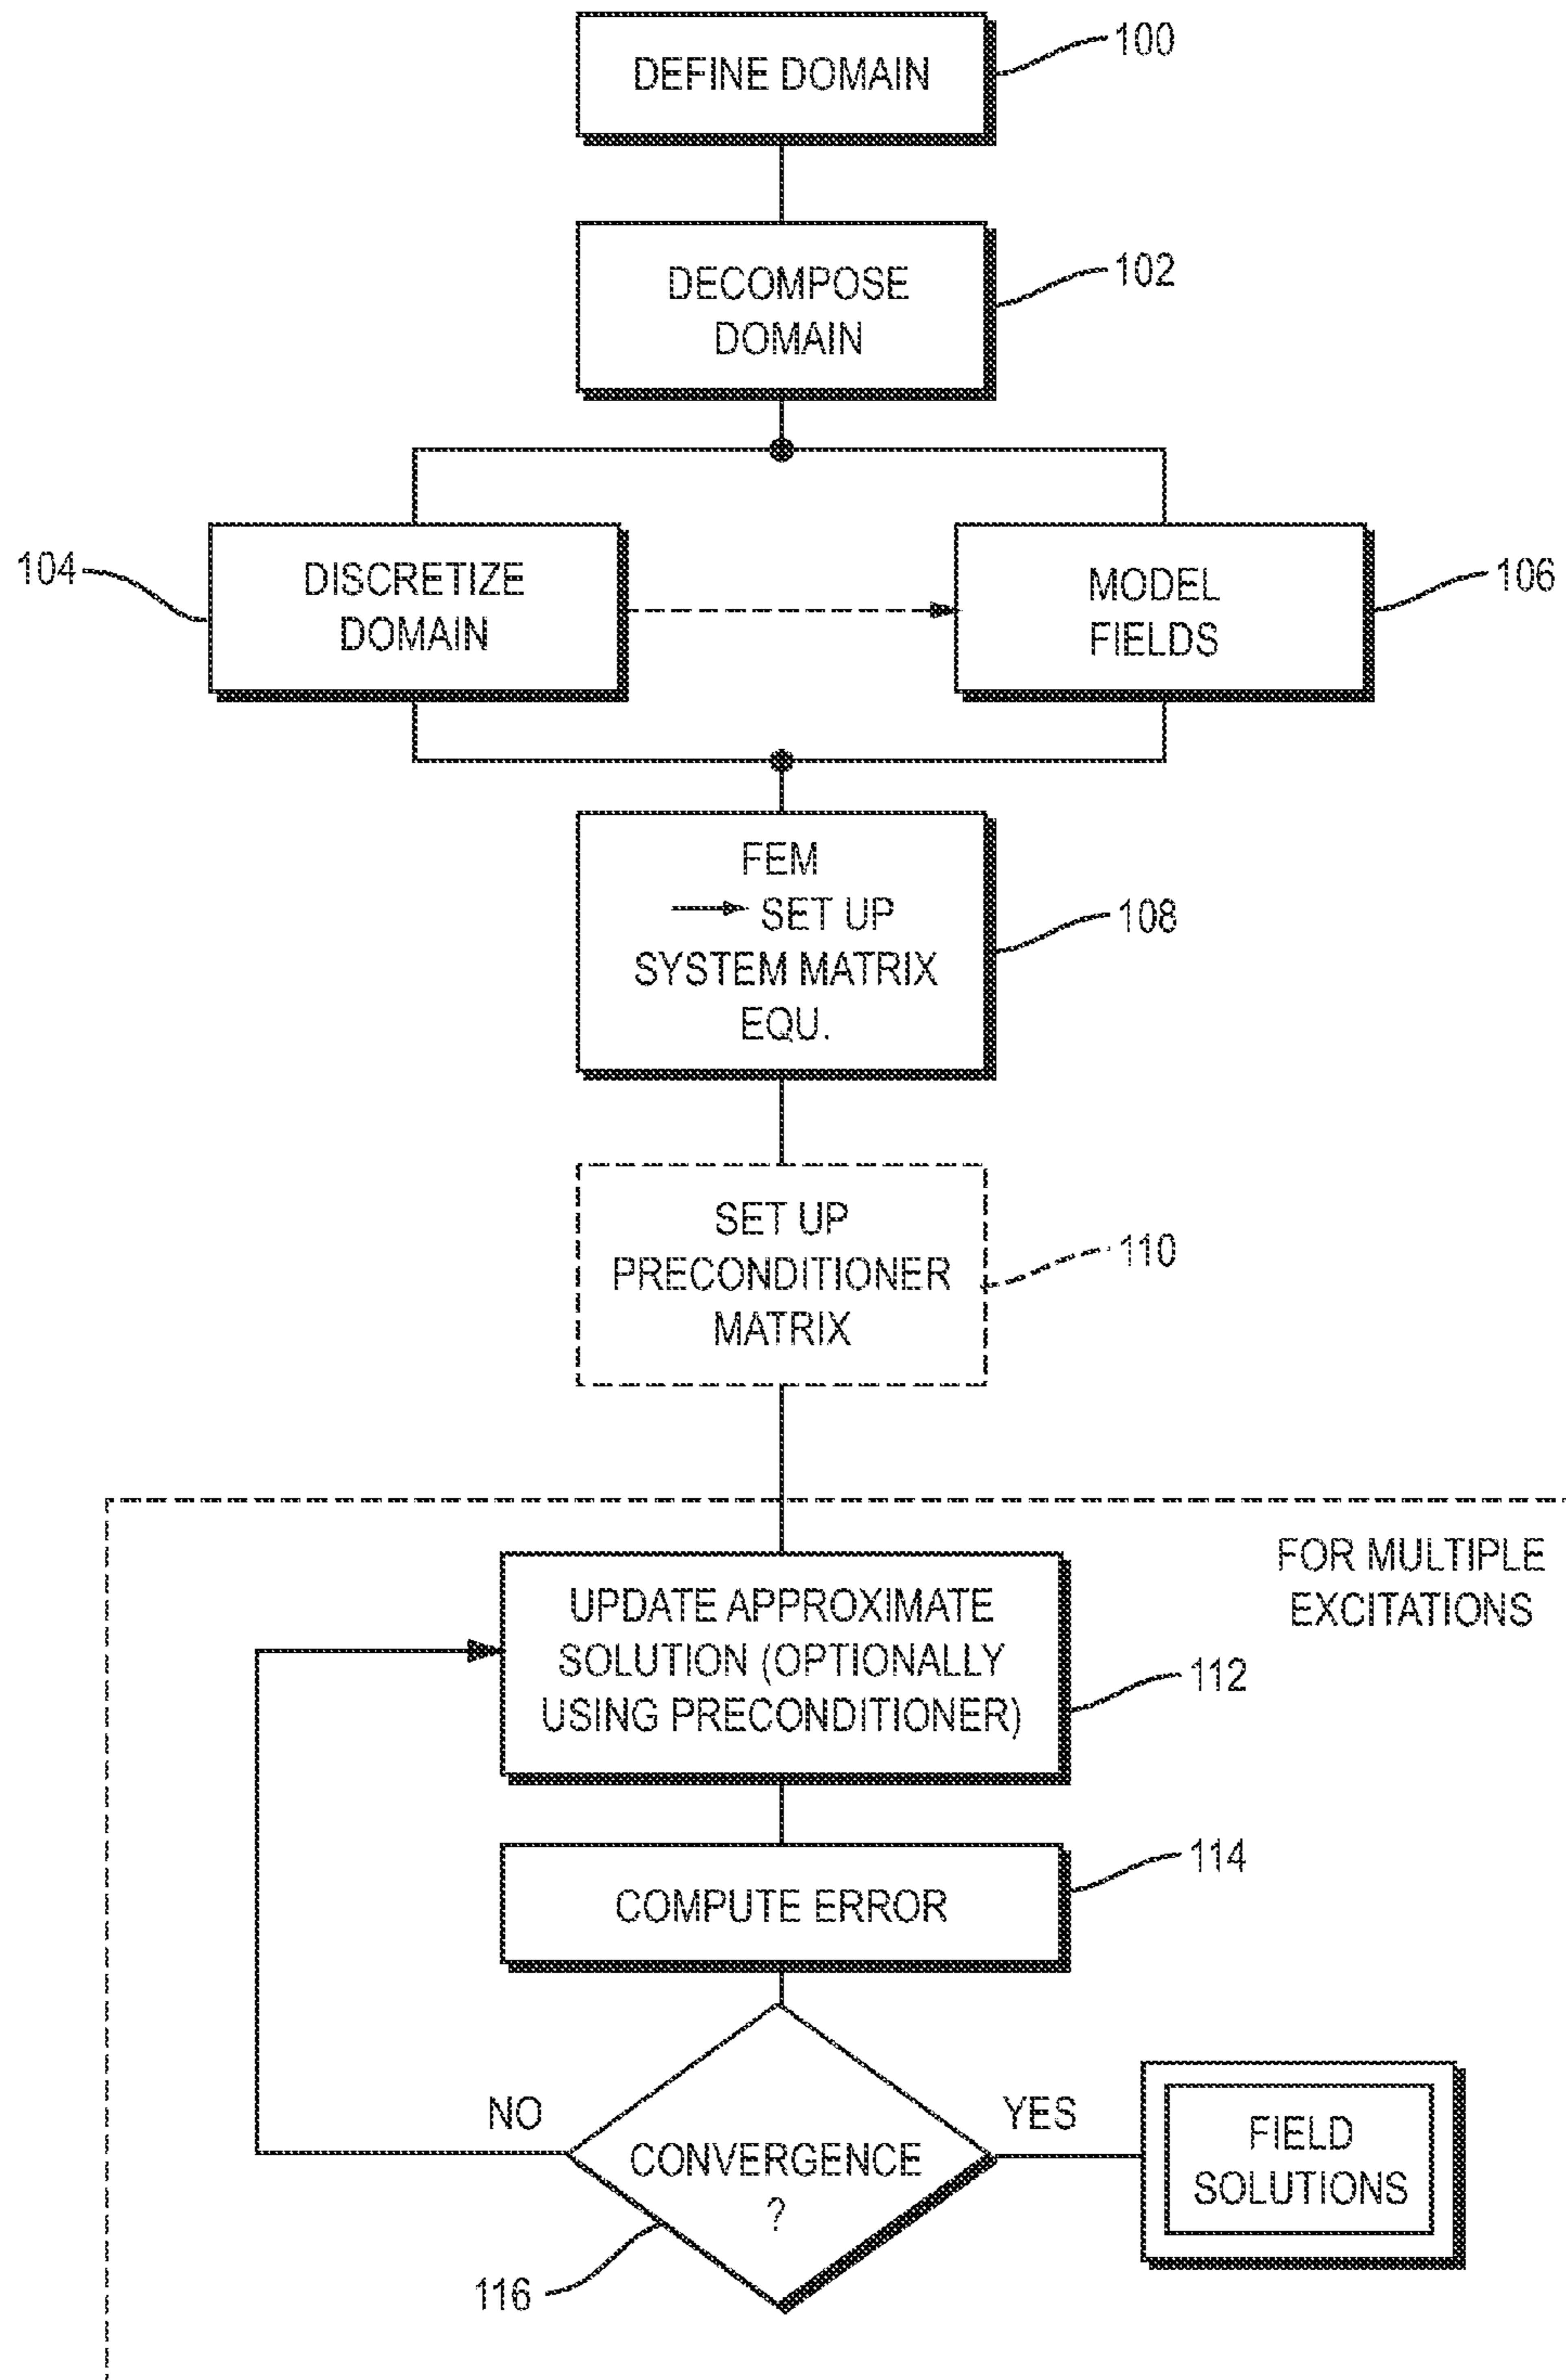 DEFINE DOMAIN
100
DECOMPOSE
DOMAIN
102
104
DISCRETIZE
DOMAIN
MODEL
FIELDS
106
FEM
→ SET UP
SYSTEM MATRIX
EQU.
108
SET UP
PRECONDITIONER
MATRIX
110
FOR MULTIPLE
EXCITATIONS
UPDATE APPROXIMATE
SOLUTION (OPTIONALLY
USING PRECONDITIONER)
112
COMPUTE ERROR
114
NO
CONVERGENCE
?
YES
116
FIELD
SOLUTIONS